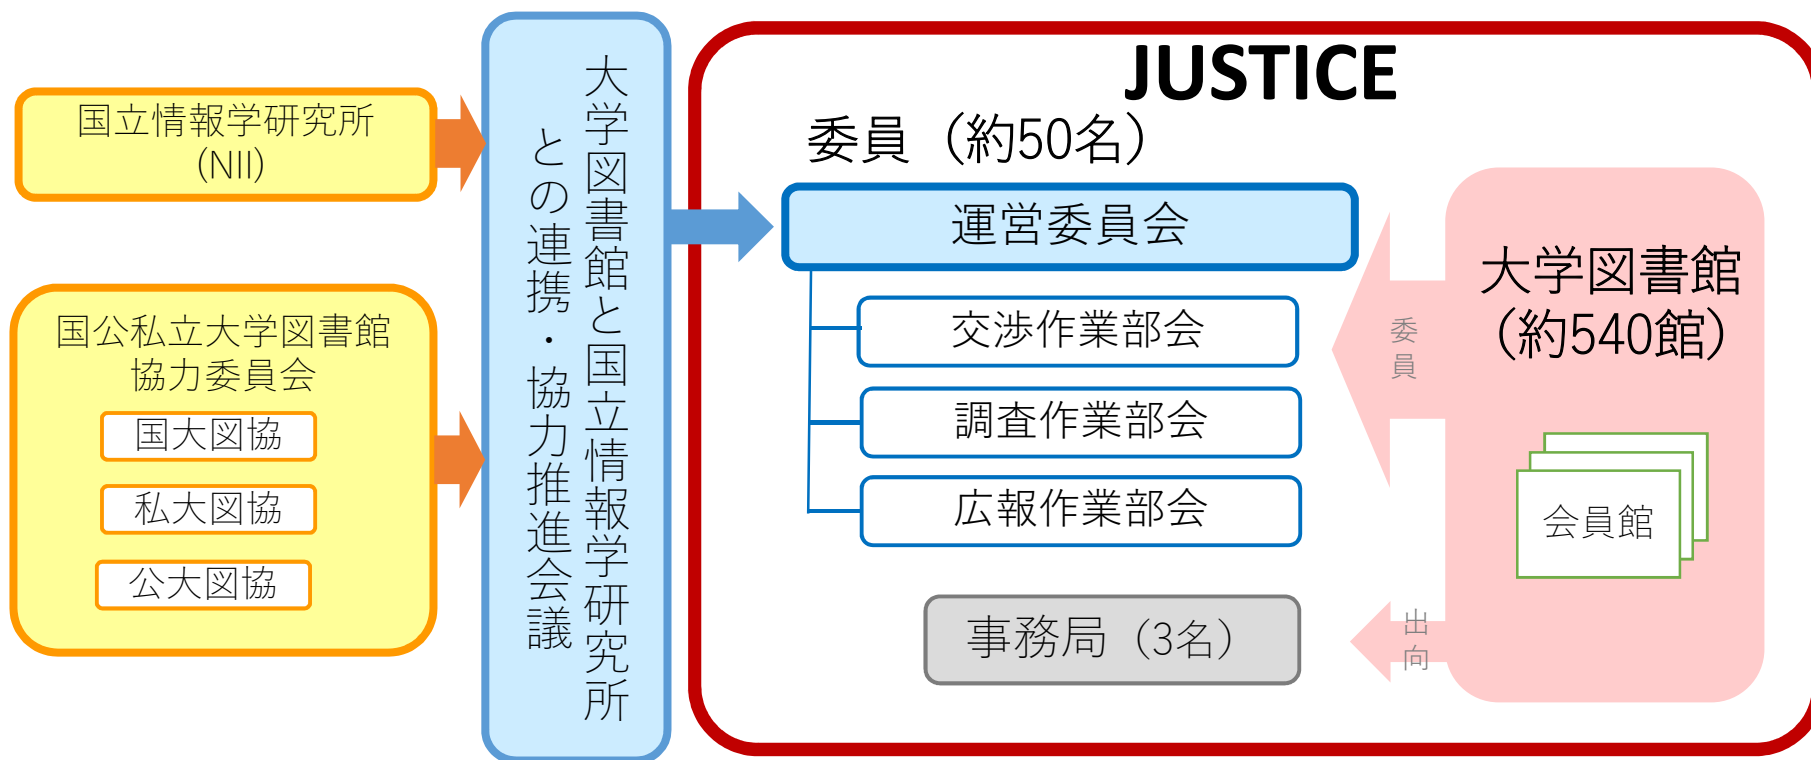 国立情報学研究所
(NII)
国公私立大学図書館
協力委員会
国大図協
私大図協
公大図協
大学図書館と国立情報学研究所
との連携・協力推進会議
JUSTICE
委員（約50名）
運営委員会
交渉作業部会
調査作業部会
広報作業部会
事務局（3名）
委員
出向
大学図書館
（約540館）
会員館